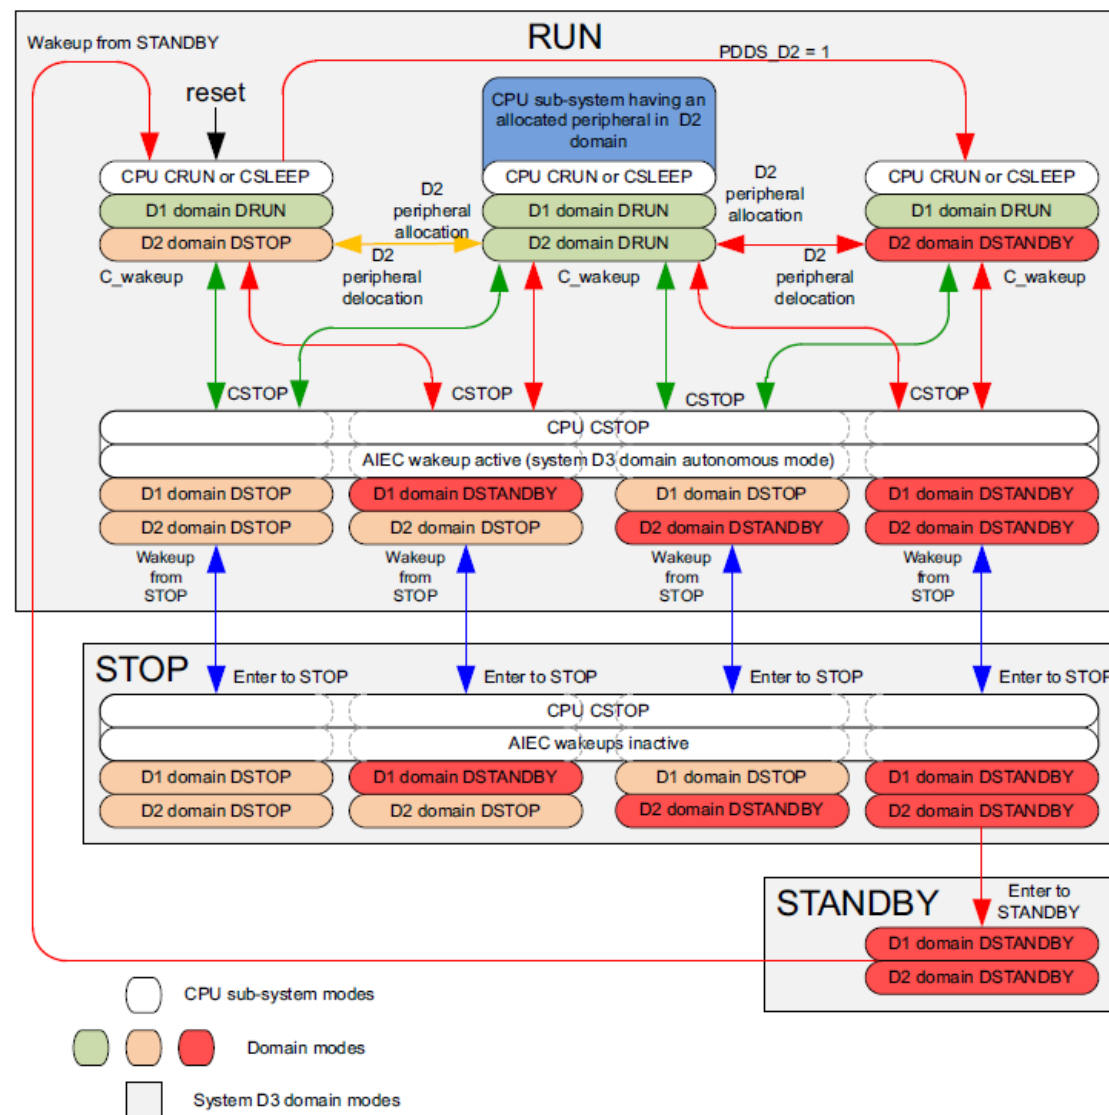 RUN
Wakeup from STANDBY
PDDS_D2 = 1
reset
CPU sub-system having an
allocated peripheral in D2
domain
CPU CRUN or CSLEEP
D1 domain DRUN
D2 domain DSTOP
C_wakeup
D2
peripheral
allocation
D2
peripheral
delocation
CPU CRUN or CSLEEP
D1 domain DRUN
D2 domain DRUN
C_wakeup
D2
peripheral
allocation
D2
peripheral
delocation
CPU CRUN or CSLEEP
D1 domain DRUN
D2 domain DSTANDBY
C_wakeup
CSTOP
CSTOP
CSTOP
CSTOP
CPU CSTOP
AIEC wakeup active (system D3 domain autonomous mode)
D1 domain DSTOP
D2 domain DSTOP
D1 domain DSTANDBY
D2 domain DSTOP
D1 domain DSTOP
D2 domain DSTANDBY
D1 domain DSTANDBY
D2 domain DSTANDBY
Wakeup
from
STOP
Wakeup
from
STOP
Wakeup
from
STOP
Wakeup
from
STOP
STOP
Enter to STOP
Enter to STOP
Enter to STOP
Enter to STOP
CPU CSTOP
AIEC wakeups inactive
D1 domain DSTOP
D2 domain DSTOP
D1 domain DSTANDBY
D2 domain DSTOP
D1 domain DSTOP
D2 domain DSTANDBY
D1 domain DSTANDBY
D2 domain DSTANDBY
STANDBY
Enter to
STANDBY
D1 domain DSTANDBY
D2 domain DSTANDBY
CPU sub-system modes
Domain modes
System D3 domain modes